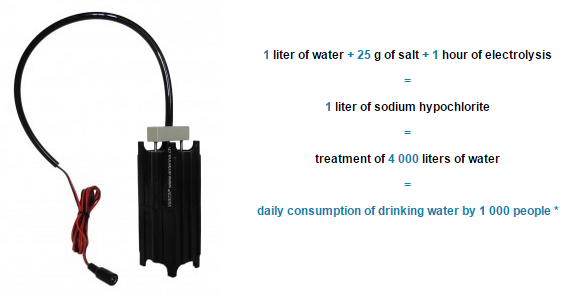 1 liter of water + 25 g of salt + 1 hour of electrolysis
=
1 liter of sodium hypochlorite
=
treatment of 4 000 liters of water
=
daily consumption of drinking water by 1 000 people *